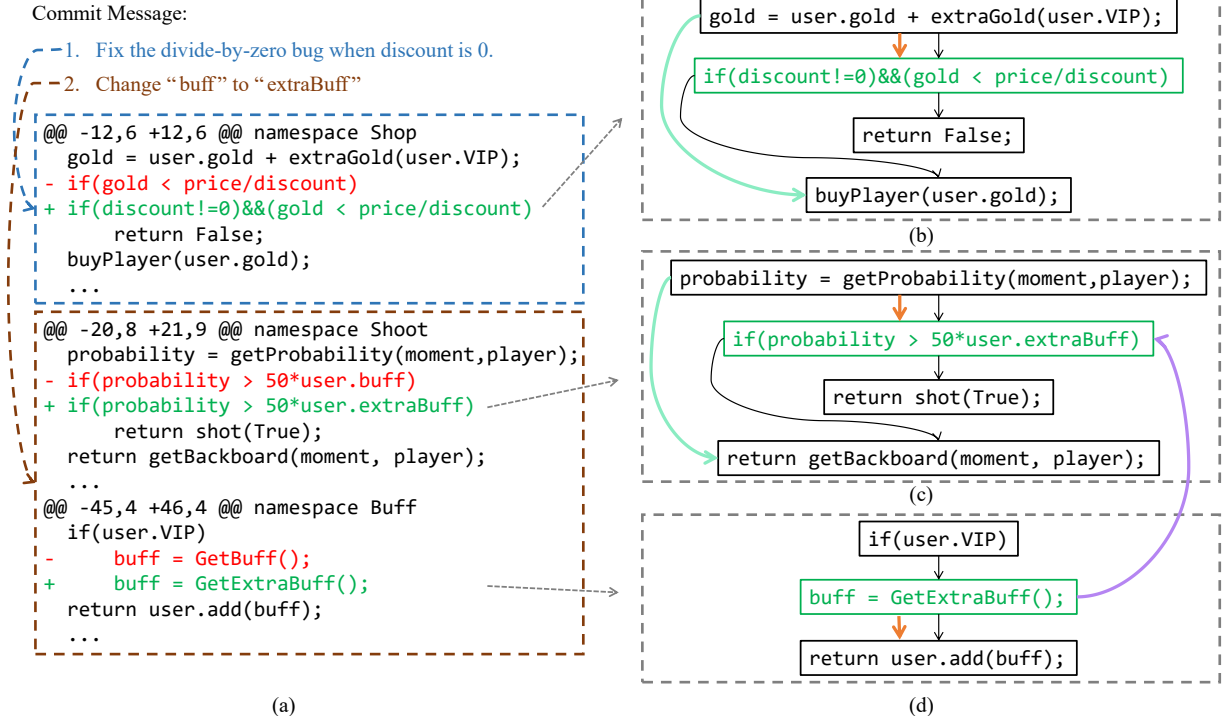 Commit Message:
1. Fix the divide-by-zero bug when discount is 0.
2. Change “buff” to “extraBuff”
@@ -12,6 +12,6 @@ namespace Shop
gold = user.gold + extraGold(user.VIP);
- if(gold < price/discount)
+ if(discount!=0)&&(gold < price/discount)
return False;
buyPlayer(user.gold);
...
@@ -20,8 +21,9 @@ namespace Shoot
probability = getProbability(moment,player);
- if(probability > 50*user.buff)
+ if(probability > 50*user.extraBuff)
return shot(True);
return getBackboard(moment, player);
...
@@ -45,4 +46,4 @@ namespace Buff
if(user.VIP)
- buff = GetBuff();
+ buff = GetExtraBuff();
return user.add(buff);
...
(a)
gold = user.gold + extraGold(user.VIP);
if(discount!=0)&&(gold < price/discount)
return False;
buyPlayer(user.gold);
(b)
probability = getProbability(moment,player);
if(probability > 50*user.extraBuff)
return shot(True);
return getBackboard(moment, player);
(c)
if(user.VIP)
buff = GetExtraBuff();
return user.add(buff);
(d)